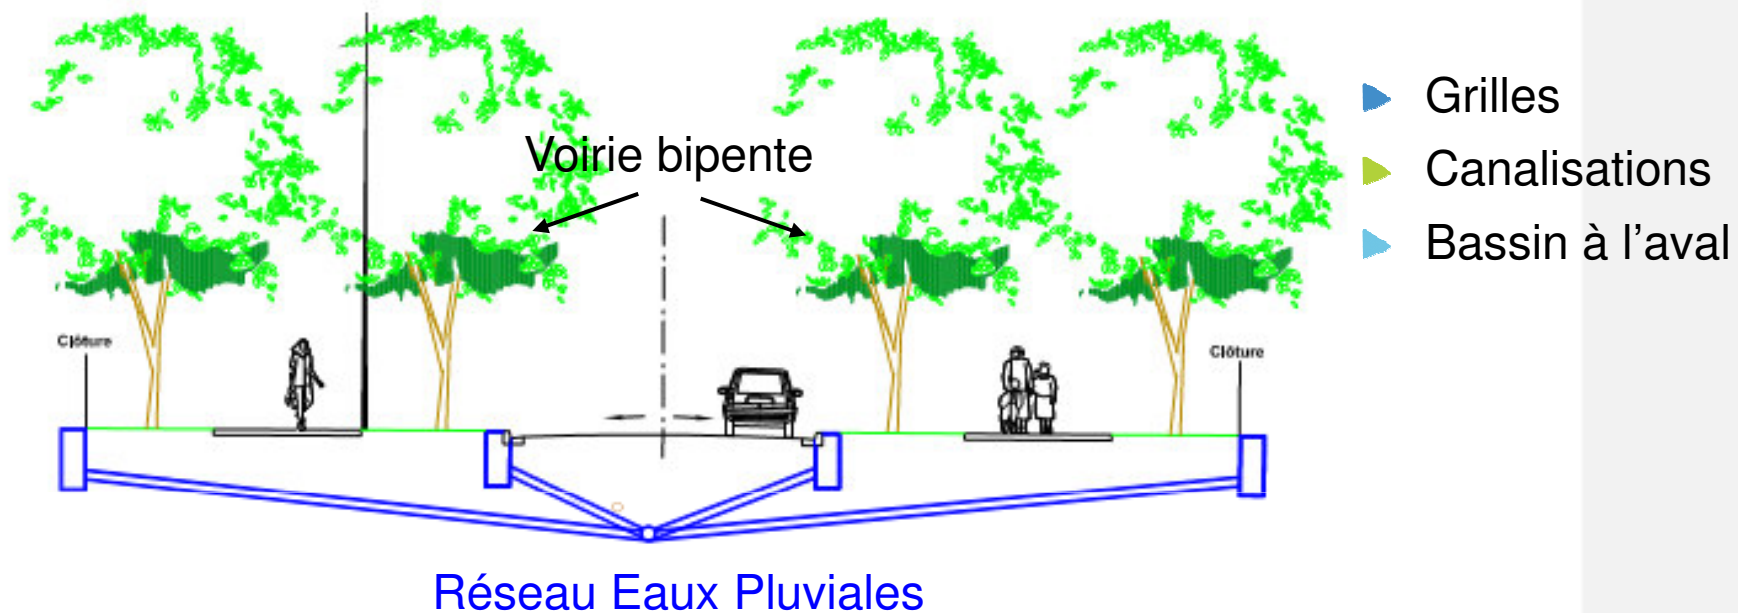 Voirie bipente
Grilles
Canalisations
Bassin à l’aval
Clôture
Clôture
Réseau Eaux Pluviales